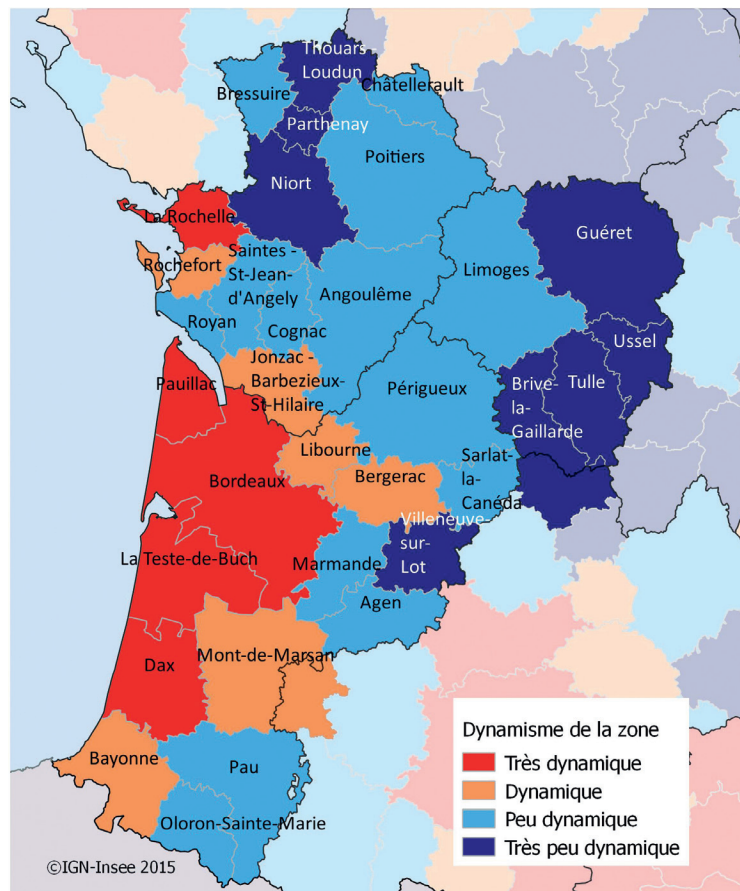 Thouars -
Loudun
Châtellerault
Bressuire
Parthenay
Poitiers
Niort
Guéret
La Rochelle
Saintes -
St-Jean-
d'Angely
Rochefort
Limoges
Angoulême
Royan
Cognac
Ussel
Jonzac -
Barbezieux-
St-Hilaire
Pauillac
Périgueux
Brive-
la-
Gaillarde
Tulle
Libourne
Sarlat-
la-
Canéda
Bergerac
Bordeaux
Villeneuve-
sur-
Lot
La Teste-de-Buch
Marmande
Agen
Mont-de-Marsan
Dax
Bayonne
Pau
Oloron-Sainte-Marie
Dynamisme de la zone
Très dynamique
Dynamique
Peu dynamique
Très peu dynamique
©IGN-Insee 2015